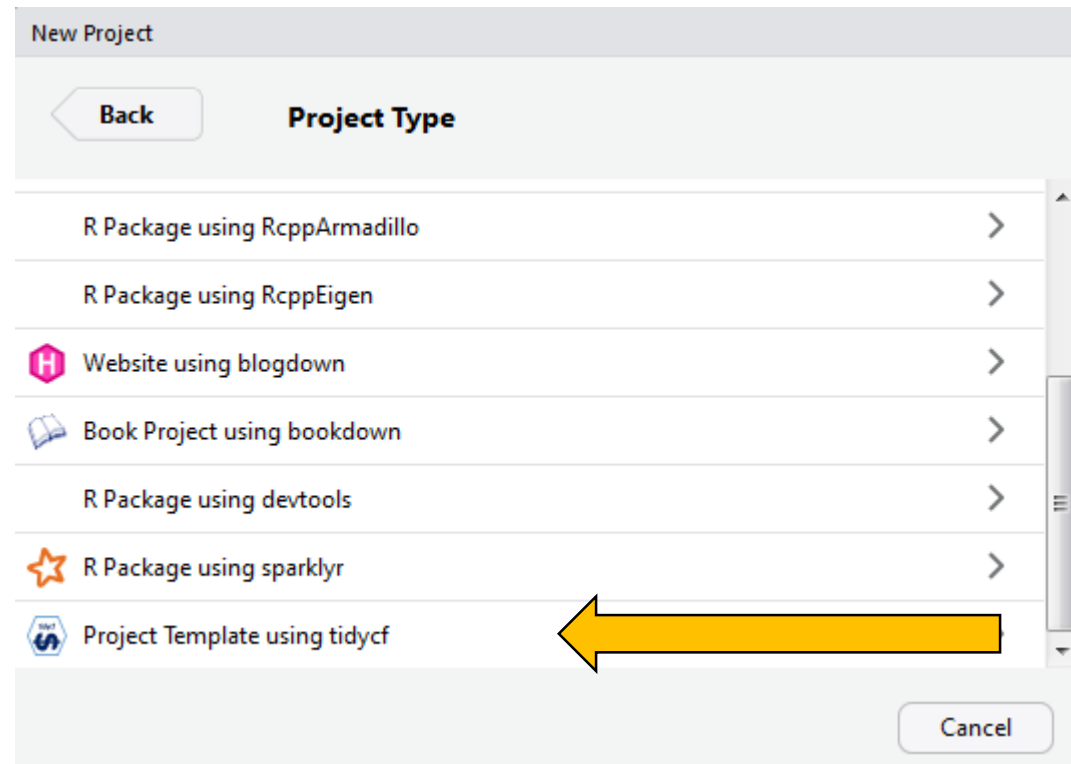 New Project
Back
Project Type
R Package using RcppArmadillo
R Package using RcppEigen
H
Website using blogdown
Book Project using bookdown
R Package using devtools
R Package using sparklyr
Project Template using tidycf
Cancel